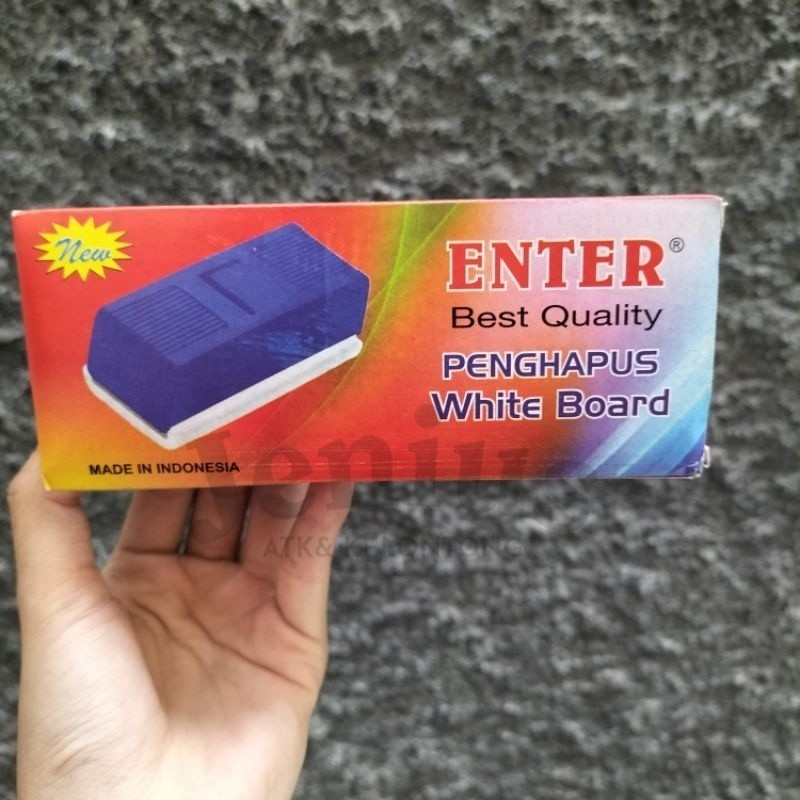 New
ENTER®
Best Quality
PENGHAPUS
White Board
MADE IN INDONESIA